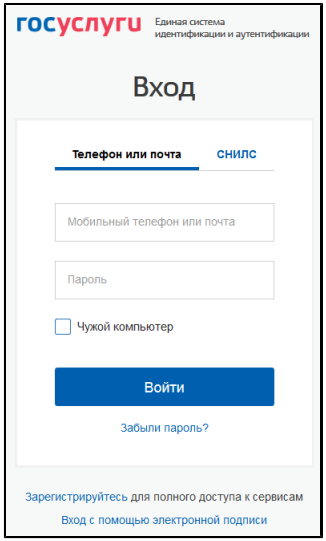 госуслуги
Единая система
идентификации и аутентификации
Вход
Телефон или почта СНИЛС
Мобильный телефон или почта
Пароль
Чужой компьютер
Войти
Забыли пароль?
Зарегистрируйтесь для полного доступа к сервисам
Вход с помощью электронной подписи